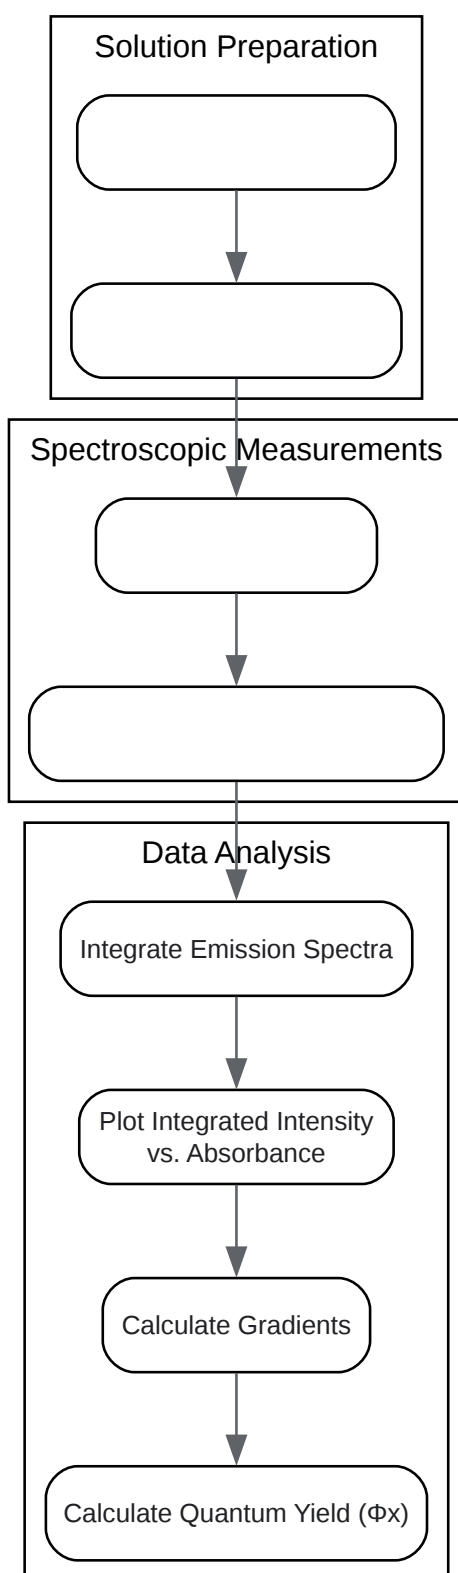 Solution Preparation
Spectroscopic Measurements
Data Analysis
Integrate Emission Spectra
Plot Integrated Intensity
vs. Absorbance
Calculate Gradients
Calculate Quantum Yield (Φx)